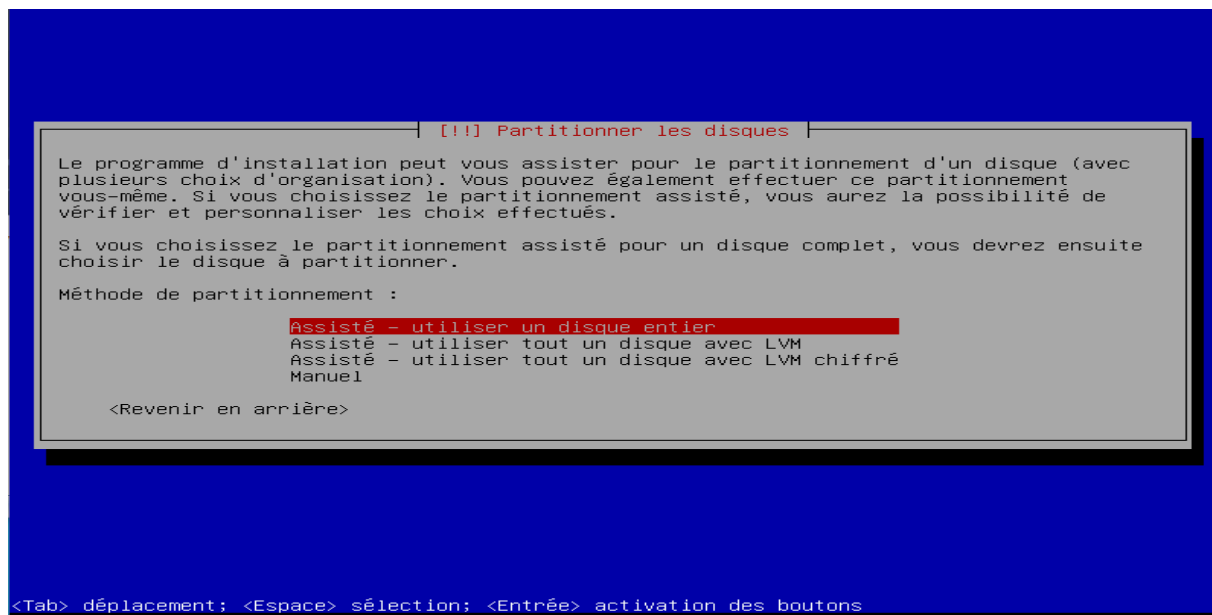 [!!] Partitionner les disques
Le programme d'installation peut vous assister pour le partitionnement d'un disque (avec
plusieurs choix d'organisation). Vous pouvez également effectuer ce partitionnement
vous-même. Si vous choisissez le partitionnement assisté, vous aurez la possibilité de
vérifier et personnaliser les choix effectués.
Si vous choisissez le partitionnement assisté pour un disque complet, vous devrez ensuite
choisir le disque à partitionner.
Méthode de partitionnement :
Assisté - utiliser un disque entier
Assisté - utiliser tout un disque avec LVM
Assisté - utiliser tout un disque avec LVM chiffré
Manuel
<Revenir en arrière>
<Tab> déplacement; <Espace> sélection; <Entrée> activation des boutons